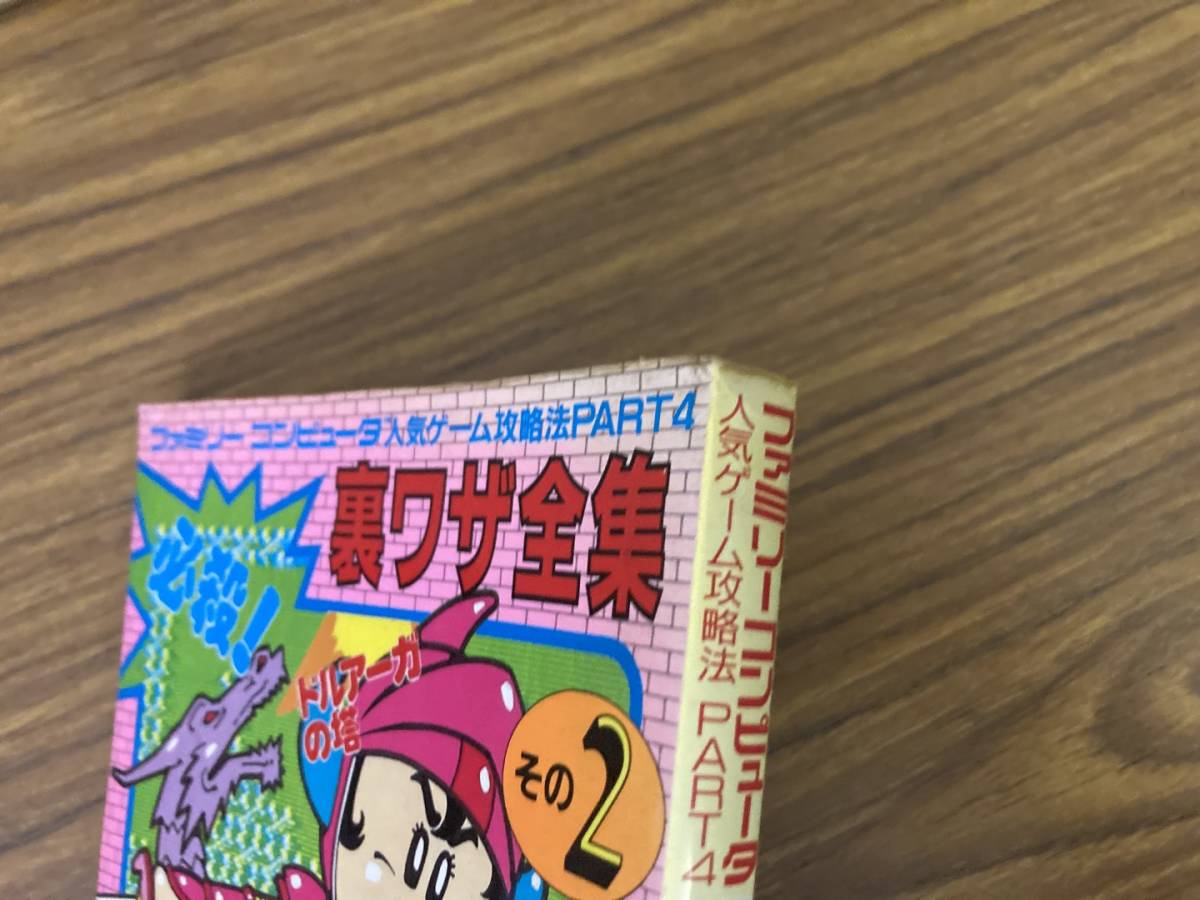 ファミリーコンピュータ人気ゲーム攻略法PART4
裏ワザ全集
必殺!
ドルアーガ
の塔
その2
ファミリーコンピュータ
人気ゲーム攻略法 PART4